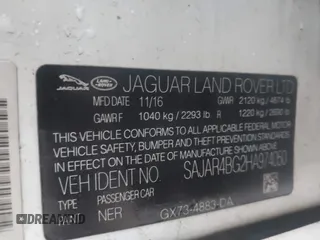 JAGUAR LAND ROVER JAGUAR LAND ROVER LTD
MFD DATE 11/16 GVWR 2120 kg / 4674 lb
GAWR F 1040 kg / 2293 lb R 1220 kg / 2690 lb
THIS VEHICLE CONFORMS TO ALL APPLICABLE
FEDERAL MOTOR VEHICLE SAFETY, BUMPER, AND THEFT
PREVENTION STANDARDS IN EFFECT ON THE DATE OF
MANUFACTURE SHOWN ABOVE.
VEH IDENT NO. SAJAR4BG2HA974050
TYPE PASSENGER CAR
TYPE NER GX73-4883-DA